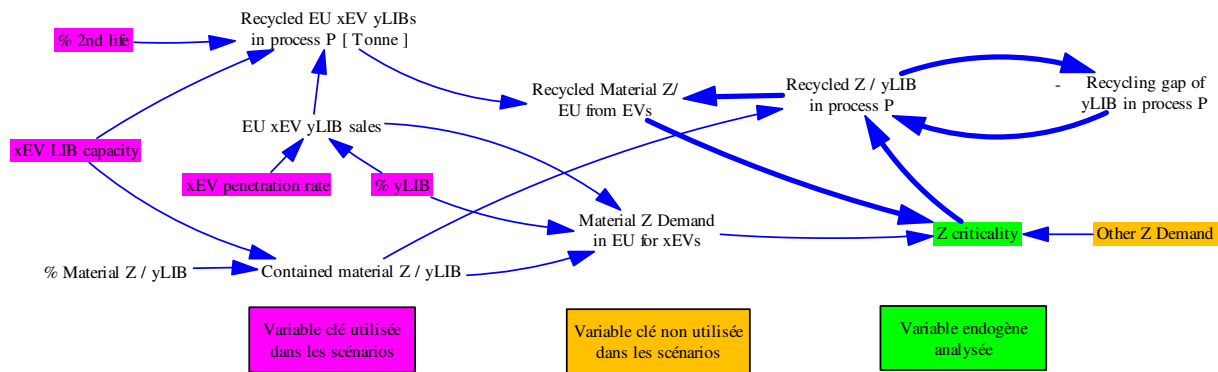 Recycled EU xEV yLIBs
in process P [ Tonne ]
% 2nd life
Recycled Material Z/
EU from EVs
Recycled Z / yLIB
in process P
-
Recycling gap of
yLIB in process P
EU xEV yLIB sales
xEV LIB capacity
xEV penetration rate
% yLIB
Material Z Demand
in EU for xEVs
Z criticality
Other Z Demand
% Material Z / yLIB
Contained material Z / yLIB
Variable clé utilisée
dans les scénarios
Variable clé non utilisée
dans les scénarios
Variable endogène
analysée